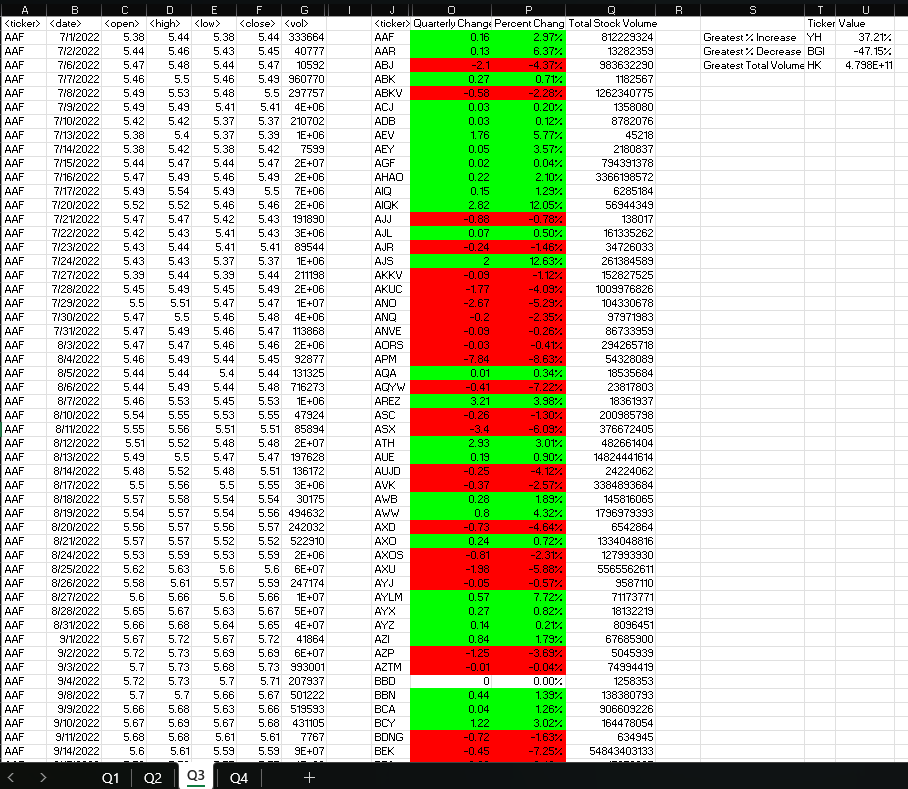 A B C D E F G I J O P Q R S T U
<ticker> <date> <open> <high> <low> <close> <vol> <ticker> Quarterly Change Percent Chang Total Stock Volume Ticker Value
AAF 7/1/2022 5.38 5.44 5.38 5.44 333664 AAF 0.16 2.97% 812229324 Greatest % Increase YH 37.21%
AAF 7/2/2022 5.44 5.46 5.43 5.45 40777 AAR 0.13 6.37% 13282359 Greatest % Decrease BGI -47.15%
AAF 7/6/2022 5.47 5.48 5.44 5.47 10592 ABJ -2.1 -4.37% 983632290 Greatest Total Volume HK 4.798E+11
AAF 7/7/2022 5.46 5.5 5.46 5.49 960770 ABK 0.27 0.71% 1182567
AAF 7/8/2022 5.49 5.53 5.48 5.5 297757 ABKV -0.58 -2.28% 1262340775
AAF 7/9/2022 5.49 5.49 5.41 5.41 4E+06 ACJ 0.03 0.20% 1358080
AAF 7/10/2022 5.42 5.42 5.37 5.37 210702 ADB 0.03 0.12% 8782076
AAF 7/13/2022 5.38 5.4 5.37 5.39 1E+06 AEV 1.76 5.77% 45218
AAF 7/14/2022 5.38 5.42 5.38 5.42 7599 AEY 0.05 3.57% 2180837
AAF 7/15/2022 5.44 5.47 5.44 5.47 2E+07 AGF 0.02 0.04% 794391378
AAF 7/16/2022 5.47 5.49 5.46 5.49 2E+06 AHAO 0.22 2.10% 3366198572
AAF 7/17/2022 5.49 5.54 5.49 5.5 7E+06 AIQ 0.15 1.29% 6285184
AAF 7/20/2022 5.52 5.52 5.46 5.46 2E+06 AIQK 2.82 12.05% 56944349
AAF 7/21/2022 5.47 5.47 5.42 5.43 191890 AJJ -0.88 -0.78% 138017
AAF 7/22/2022 5.42 5.43 5.41 5.43 3E+06 AJL 0.07 0.50% 161335262
AAF 7/23/2022 5.43 5.44 5.41 5.41 89544 AJR -0.24 -1.46% 34726033
AAF 7/24/2022 5.43 5.43 5.37 5.37 1E+06 AJS 2 12.63% 261384589
AAF 7/27/2022 5.39 5.44 5.39 5.44 211198 AKKV -0.09 -1.12% 152827525
AAF 7/28/2022 5.45 5.49 5.45 5.49 2E+06 AKUC -1.77 -4.09% 1009976826
AAF 7/29/2022 5.5 5.51 5.47 5.47 1E+07 ANO -2.67 -5.29% 104330678
AAF 7/30/2022 5.47 5.5 5.46 5.48 4E+06 ANQ -0.2 -2.35% 97971983
AAF 7/31/2022 5.47 5.49 5.46 5.47 113868 ANVE -0.09 -0.26% 86733959
AAF 8/3/2022 5.47 5.47 5.46 5.46 2E+06 AORS -0.03 -0.41% 294265718
AAF 8/4/2022 5.46 5.49 5.44 5.45 92877 APM -7.84 -8.63% 54328089
AAF 8/5/2022 5.44 5.44 5.4 5.44 131325 AQA 0.01 0.34% 18535684
AAF 8/6/2022 5.44 5.49 5.44 5.48 716273 AQYW -0.41 -7.22% 23817803
AAF 8/7/2022 5.46 5.53 5.45 5.53 1E+06 AREZ 3.21 3.98% 18361937
AAF 8/10/2022 5.54 5.55 5.53 5.55 47924 ASC -0.26 -1.30% 200985798
AAF 8/11/2022 5.55 5.56 5.51 5.51 85894 ASX -3.4 -6.09% 376672405
AAF 8/12/2022 5.51 5.52 5.48 5.48 2E+07 ATH 2.93 3.01% 482661404
AAF 8/13/2022 5.49 5.5 5.47 5.47 197628 AUE 0.19 0.90% 14824441614
AAF 8/14/2022 5.48 5.52 5.48 5.51 136172 AUJD -0.25 -4.12% 24224062
AAF 8/17/2022 5.5 5.56 5.5 5.55 3E+06 AVK -0.37 -2.57% 3384893684
AAF 8/18/2022 5.57 5.58 5.54 5.54 30175 AWB 0.28 1.89% 145816065
AAF 8/19/2022 5.54 5.57 5.54 5.56 494632 AWW 0.8 4.32% 1796979393
AAF 8/20/2022 5.56 5.57 5.56 5.57 242032 AXD -0.73 -4.64% 6542864
AAF 8/21/2022 5.57 5.57 5.52 5.52 522910 AXO 0.24 0.72% 1334048816
AAF 8/24/2022 5.53 5.59 5.53 5.59 2E+06 AXOS -0.81 -2.31% 127993930
AAF 8/25/2022 5.62 5.63 5.6 5.6 6E+07 AXU -1.98 -5.88% 5565562611
AAF 8/26/2022 5.58 5.61 5.57 5.59 247174 AYJ -0.05 -0.57% 9587110
AAF 8/27/2022 5.6 5.66 5.6 5.66 1E+07 AYLM 0.57 7.72% 71173771
AAF 8/28/2022 5.65 5.67 5.63 5.67 5E+07 AYX 0.27 0.82% 18132219
AAF 8/31/2022 5.66 5.68 5.64 5.65 4E+07 AYZ 0.14 0.21% 8096451
AAF 9/1/2022 5.67 5.72 5.67 5.72 41864 AZI 0.84 1.79% 67685900
AAF 9/2/2022 5.72 5.73 5.69 5.69 6E+07 AZP -1.25 -3.69% 5045939
AAF 9/3/2022 5.7 5.73 5.68 5.73 993001 AZTM -0.01 -0.04% 74994419
AAF 9/4/2022 5.72 5.73 5.7 5.71 207937 BBD 0 0.00% 1258353
AAF 9/8/2022 5.7 5.7 5.66 5.67 501222 BBN 0.44 1.39% 138380793
AAF 9/9/2022 5.66 5.68 5.63 5.66 519593 BCA 0.04 1.26% 906609226
AAF 9/10/2022 5.67 5.69 5.67 5.68 431105 BCY 1.22 3.02% 164478054
AAF 9/11/2022 5.68 5.68 5.61 5.61 7767 BDNG -0.72 -1.63% 634945
AAF 9/14/2022 5.6 5.61 5.59 5.59 9E+07 BEK -0.45 -7.25% 54843403133
Q1 Q2 Q3 Q4 +